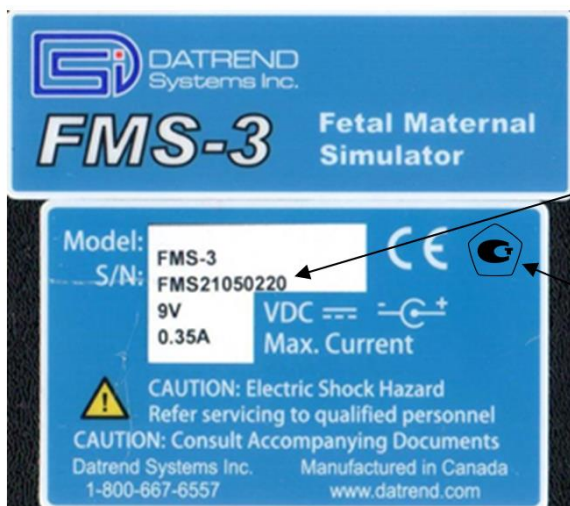 DATREND
Systems Inc.
FMS-3
Fetal Maternal
Simulator
Model: FMS-3
S/N: FMS21050220
9V VDC
0.35A Max. Current
CE
CAUTION: Electric Shock Hazard
Refer servicing to qualified personnel
CAUTION: Consult Accompanying Documents
Datrend Systems Inc. Manufactured in Canada
1-800-667-6557 www.datrend.com